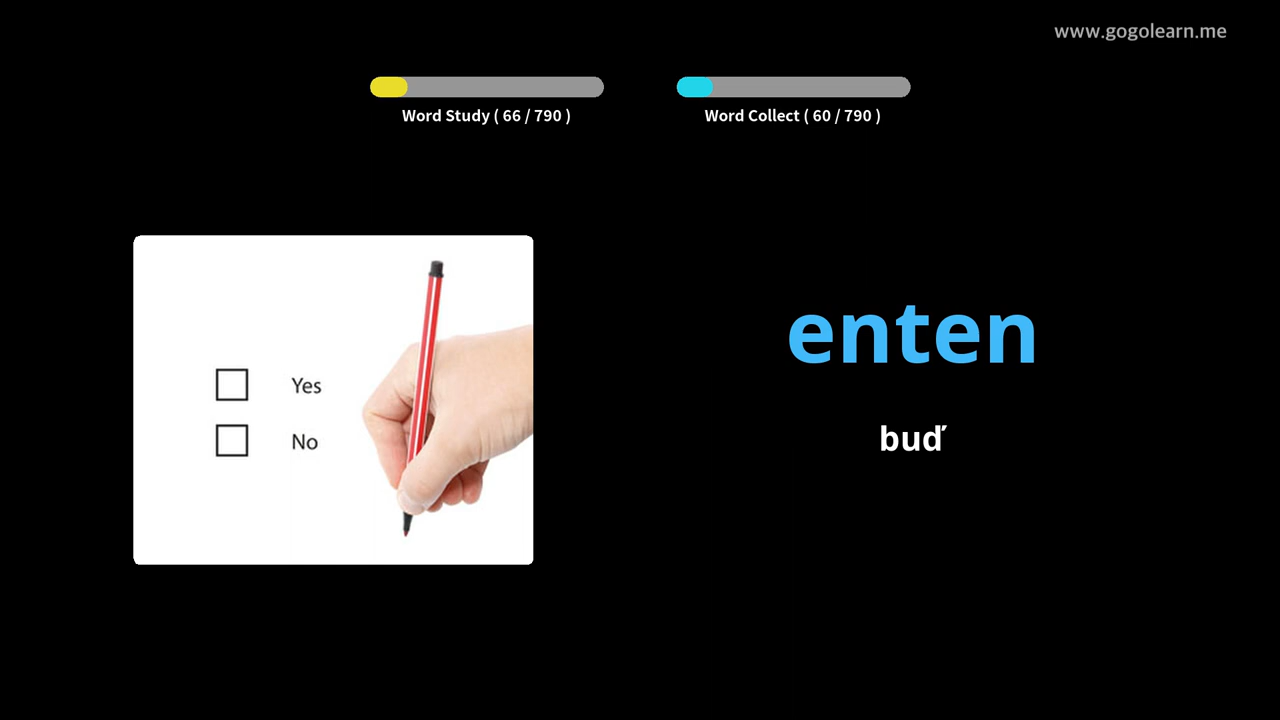 www.gogolearn.me
Word Study ( 66 / 790 )
Word Collect ( 60 / 790 )
Yes
No
enten
buď